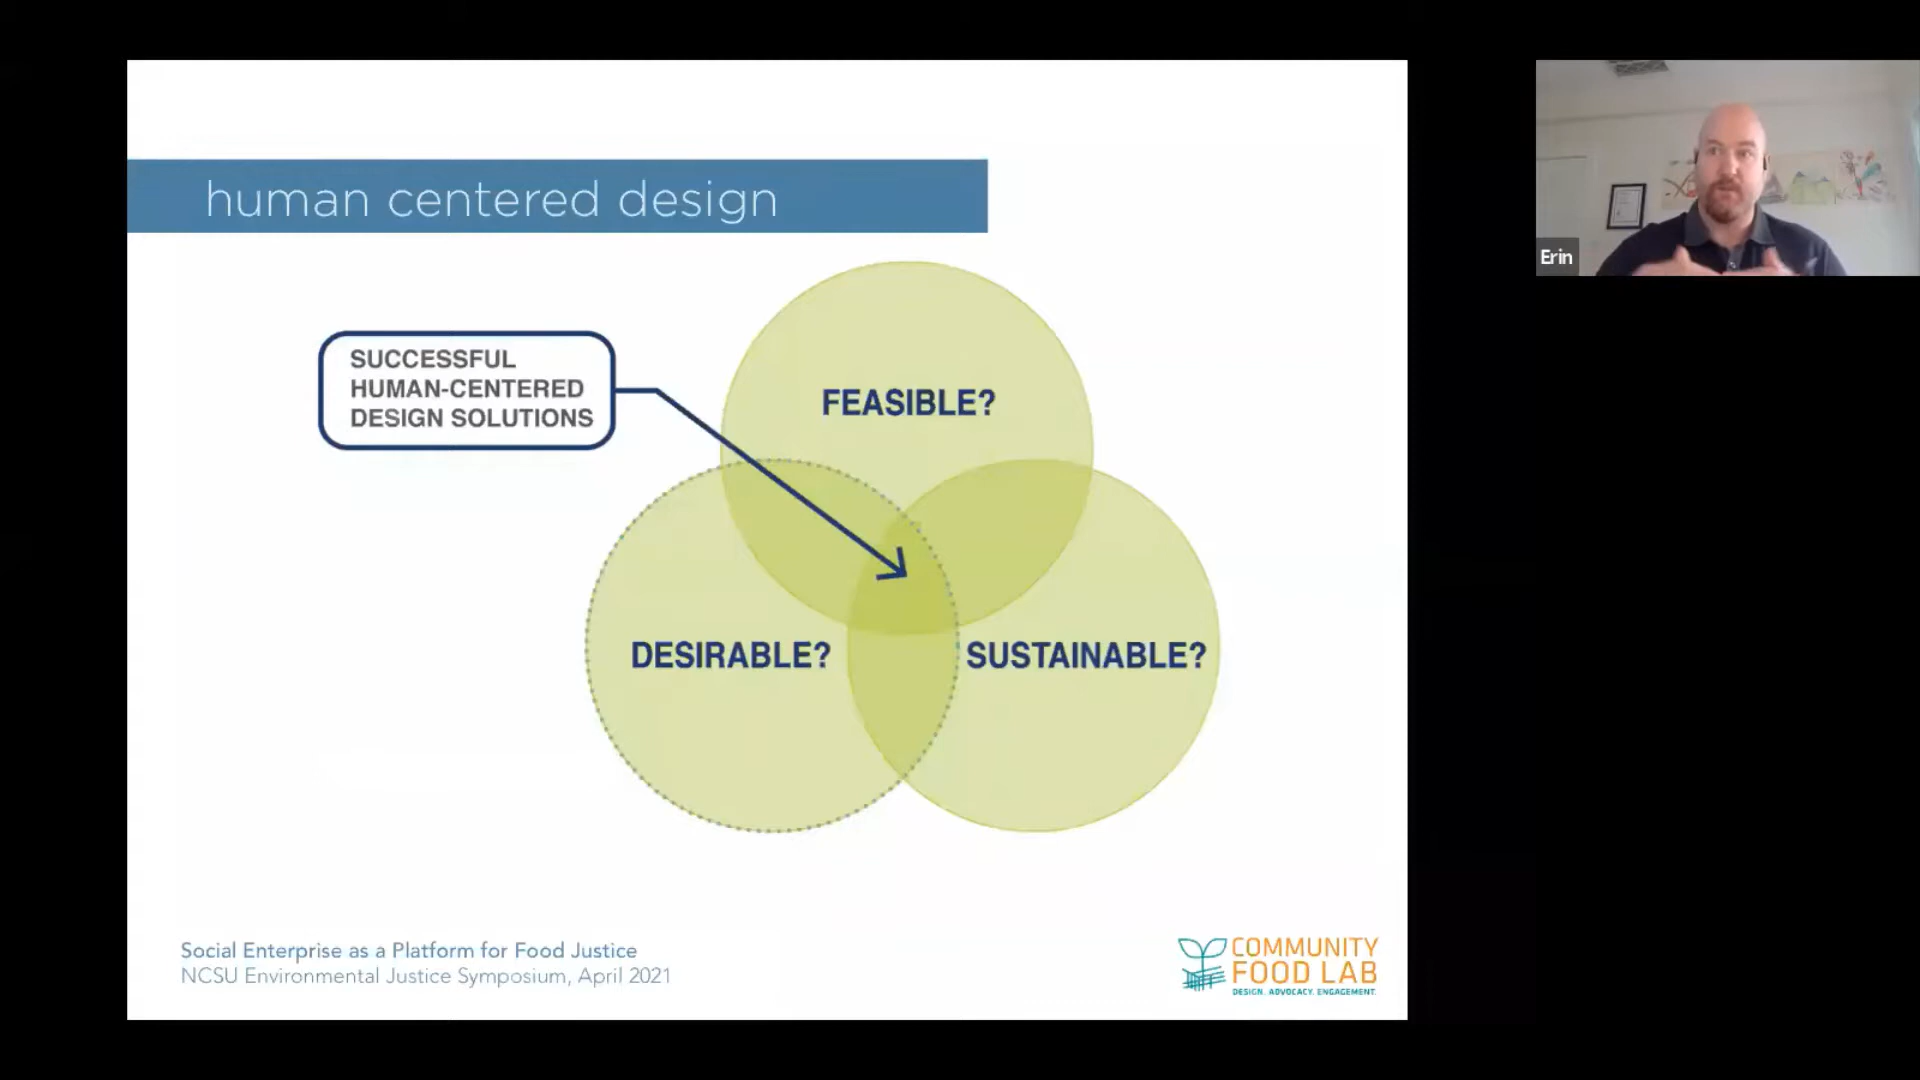 human centered design
SUCCESSFUL
HUMAN-CENTERED
DESIGN SOLUTIONS
FEASIBLE?
DESIRABLE?
SUSTAINABLE?
Social Enterprise as a Platform for Food Justice
NCSU Environmental Justice Symposium, April 2021
COMMUNITY
FOOD LAB
DESIGN. ADVOCACY. ENGAGEMENT.
Erin